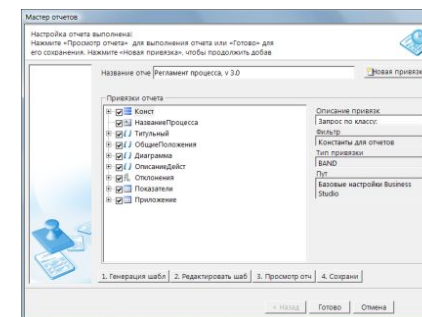 Мастер отчетов
Настройка отчета выполнена!
Нажмите «Просмотр отчета» для выполнения отчета или «Готово» для
его сохранения. Нажмите «Новая привязка», чтобы продолжить добав
Название отче Регламент процесса, v 3.0 Новая привязк
Привязки отчета
Конст
НазваниеПроцесса
Титульный
ОбщиеПоложения
Диаграмма
ОписаниеДейст
Отклонения
Показатели
Приложение
Описание привязк
Запрос по классу:
Фильтр
Константы для отчетов
Тип привязки
BAND
Пут
Базовые настройки Business
Studio
1. Генерация шабл 2. Редактировать шаб 3. Просмотр отч 4. Сохрани
< Назад Готово Отмена